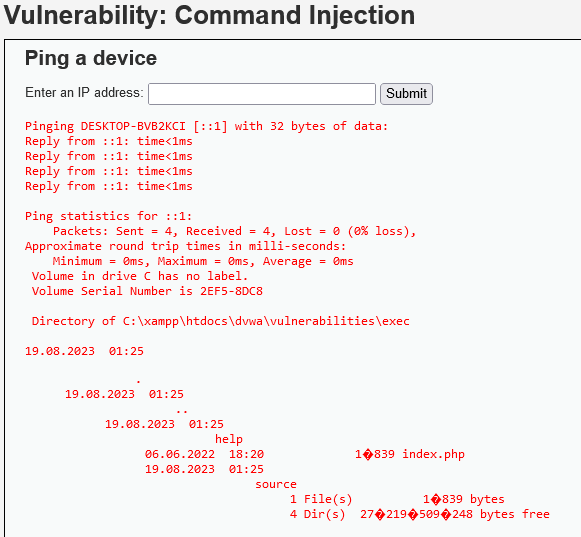 Vulnerability: Command Injection
Ping a device
Enter an IP address: Submit
Pinging DESKTOP-BVB2KCI [::1] with 32 bytes of data:
Reply from ::1: time<1ms
Reply from ::1: time<1ms
Reply from ::1: time<1ms
Reply from ::1: time<1ms
Ping statistics for ::1:
Packets: Sent = 4, Received = 4, Lost = 0 (0% loss),
Approximate round trip times in milli-seconds:
Minimum = 0ms, Maximum = 0ms, Average = 0ms
Volume in drive C has no label.
Volume Serial Number is 2EF5-8DC8
Directory of C:\xampp\htdocs\dvwa\vulnerabilities\exec
19.08.2023  01:25
.
19.08.2023  01:25
..
19.08.2023  01:25
help
06.06.2022  18:20 1�839 index.php
19.08.2023  01:25
source
1 File(s) 1�839 bytes
4 Dir(s)  27�219�509�248 bytes free